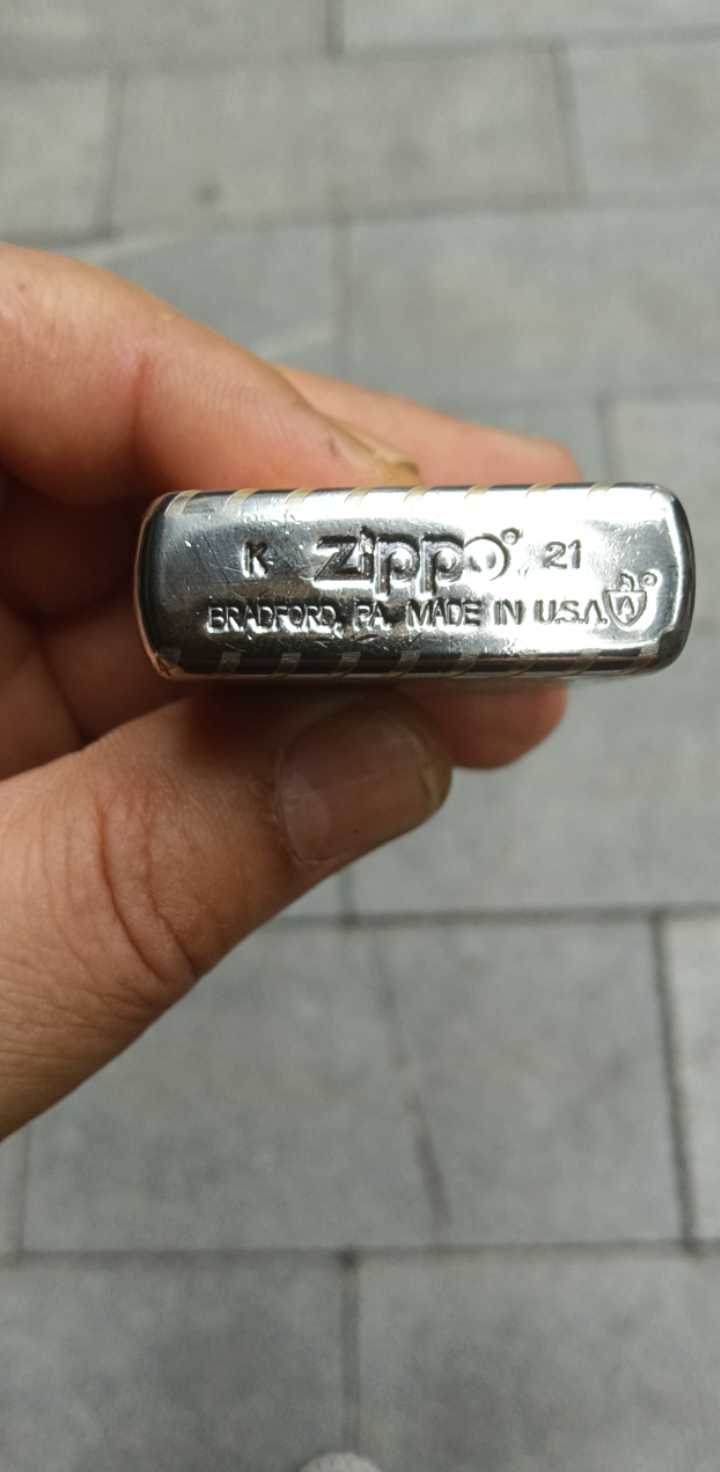 K Zippo 21
BRADFORD, PA. MADE IN U.S.A.